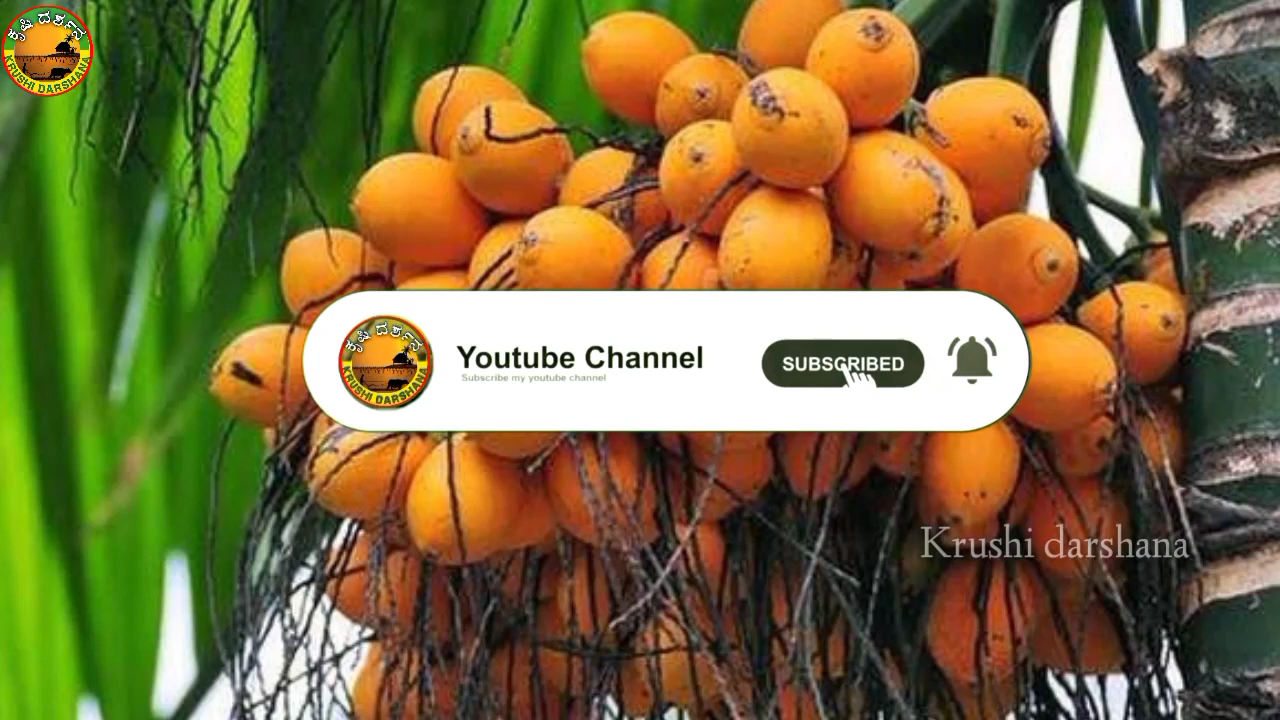 ಕೃಷಿ ದರ್ಶನ
KRUSHI DARSHANA
ಕೃಷಿ ದರ್ಶನ
KRUSHI DARSHANA
Youtube Channel
Subscribe my youtube channel
SUBSCRIBED
Krushi darshana